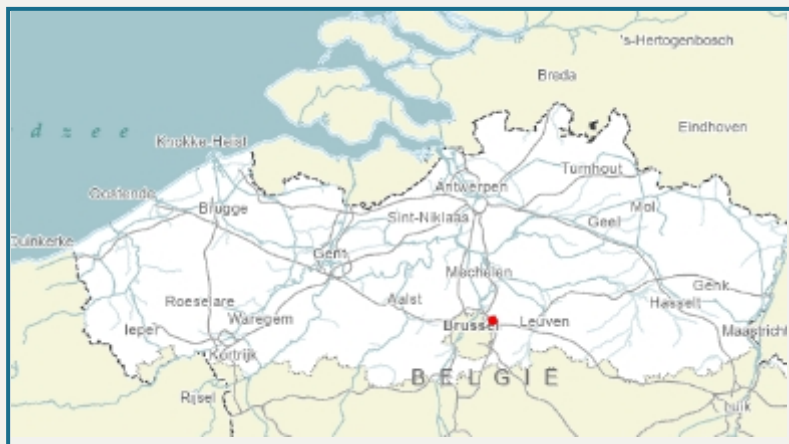 's-Hertogenbosch
Breda
Eindhoven
d z e e
Knokke-Heist
Turnhout
Antwerpen
Oostende
Brugge
Sint-Niklaas
Geel
Mol
Duinkerke
Gent
Mechelen
Genk
Roeselare
Aalst
Hasselt
Waregem
Ieper
Brussel
Leuven
Maastricht
Kortrijk
BELGIË
Rijsel
Luik